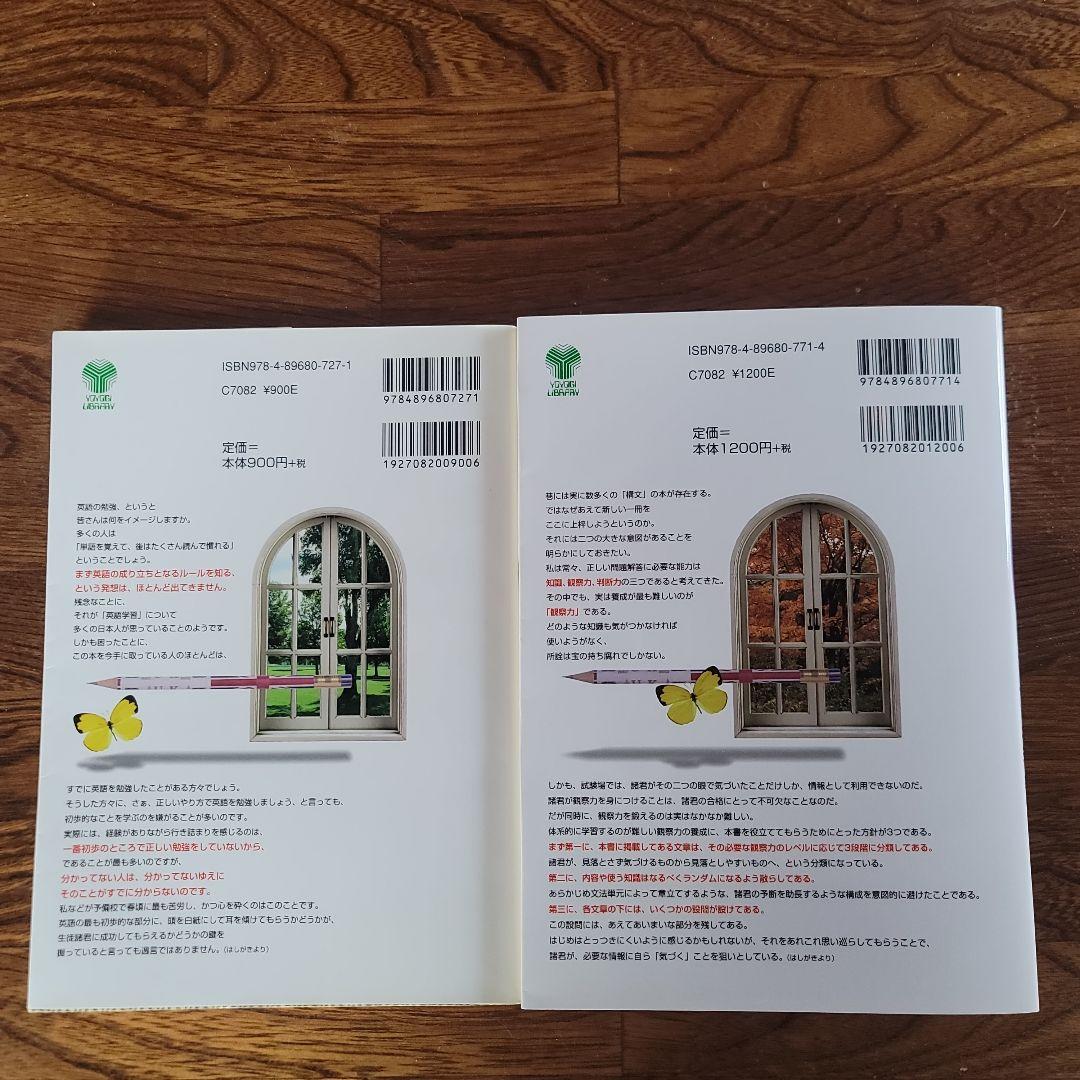 YOYOGI
LIBRARY
ISBN978-4-89680-727-1
C7082 ¥900E
9784896807271
定価=
本体900円+税
1927082009006
英語の勉強、というと
皆さんは何をイメージしますか。
多くの人は
「単語を覚えて、後はたくさん読んで慣れる」
ということでしょう。
まず英語の成り立ちとなるルールを知る、
という発想は、ほとんど出てきません。
残念なことに、
それが「英語学習」について
多くの日本人が思っていることのようです。
しかも困ったことに、
この本を今手に取っている人のほとんどは、
すでに英語を勉強したことがある方々でしょう。
そうした方々に、さぁ、正しいやり方で英語を勉強しましょう、と言っても、
初歩的なことを学ぶのを嫌がることが多いのです。
実際には、経験がありながら行き詰まりを感じるのは、
一番初歩のところで正しい勉強をしていないから、
であることが最も多いのですが、
分かってない人は、分かってないゆえに
そのことがすでに分からないのです。
私などが予備校で春頃に最も苦労し、かつ心を砕くのはこのことです。
英語の最も初歩的な部分に、頭を白紙にして耳を傾けてもらうかどうかが、
生徒諸君に成功してもらえるかどうかの鍵を
握っていると言っても過言ではありません。(はしがきより)
YOYOGI
LIBRARY
ISBN978-4-89680-771-4
C7082 ¥1200E
9784896807714
定価=
本体1200円+税
1927082012006
巷には実に数多くの「構文」の本が存在する。
ではなぜあえて新しい一冊を
ここに上梓しようというのか。
それには二つの大きな意図があることを
明らかにしておきたい。
私は常々、正しい問題解答に必要な能力は
知識、観察力、判断力の三つであると考えてきた。
その中でも、実は養成が最も難しいのが
「観察力」である。
どのような知識も気がつかなければ
使いようがなく、
所詮は宝の持ち腐れでしかない。
しかも、試験場では、諸君がその二つの眼で気づいたことだけしか、情報として利用できないのだ。
諸君が観察力を身につけることは、諸君の合格にとって不可欠なことなのだ。
だが同時に、観察力を鍛えるのは実はなかなか難しい。
体系的に学習するのが難しい観察力の養成に、本書を役立ててもらうためにとった方針が3つである。
まず第一に、本書に掲載してある文章は、その必要な観察力のレベルに応じて3段階に分類してある。
諸君が、見落とさず気づけるものから見落としやすいものへ、という分類になっている。
第二に、内容や使う知識はなるべくランダムになるよう散らしてある。
あらかじめ文法単元によって章立てするような、諸君の予断を助長するような構成を意図的に避けたことである。
第三に、各文章の下には、いくつかの設問が設けてある。
この設問には、あえてあいまいな部分を残してある。
はじめはとっつきにくいように感じるかもしれないが、それをあれこれ思い巡らしてもらうことで、
諸君が、必要な情報に自ら「気づく」ことを狙いとしている。(はしがきより)